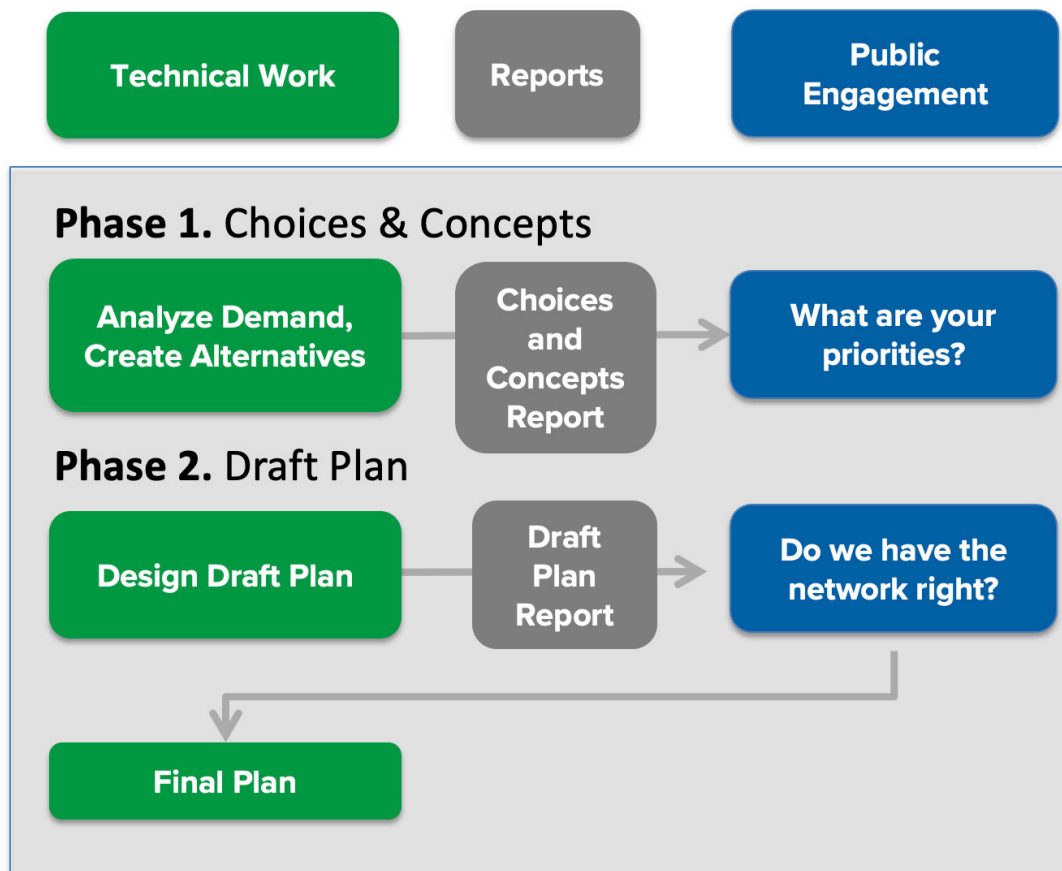 Technical Work
Reports
Public
Engagement
Phase 1. Choices & Concepts
Analyze Demand,
Create Alternatives
Choices
and
Concepts
Report
What are your
priorities?
Phase 2. Draft Plan
Design Draft Plan
Draft
Plan
Report
Do we have the
network right?
Final Plan